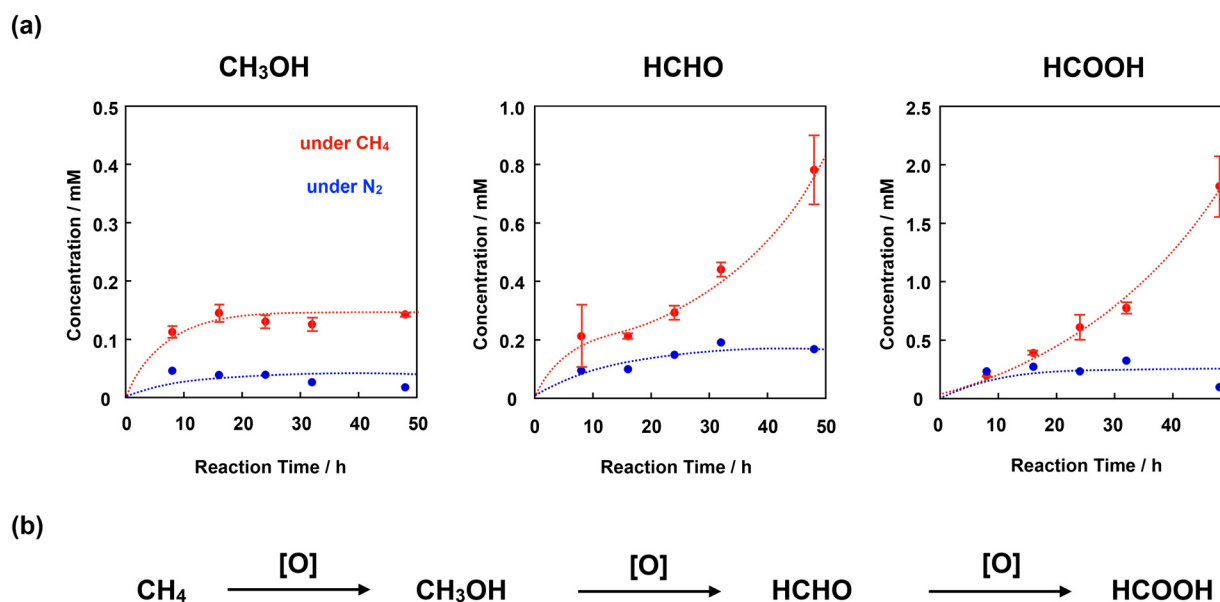 (a)
CH₃OH
HCHO
HCOOH
0.5
0.4
0.3
0.2
0.1
0
0 10 20 30 40 50
Concentration / mM
Reaction Time / h
under CH₄
under N₂
1.0
0.8
0.6
0.4
0.2
0
0 10 20 30 40 50
Concentration / mM
Reaction Time / h
2.5
2.0
1.5
1.0
0.5
0
0 10 20 30 40
Concentration / mM
Reaction Time / h
(b)
CH₄ [O] CH₃OH [O] HCHO [O] HCOOH